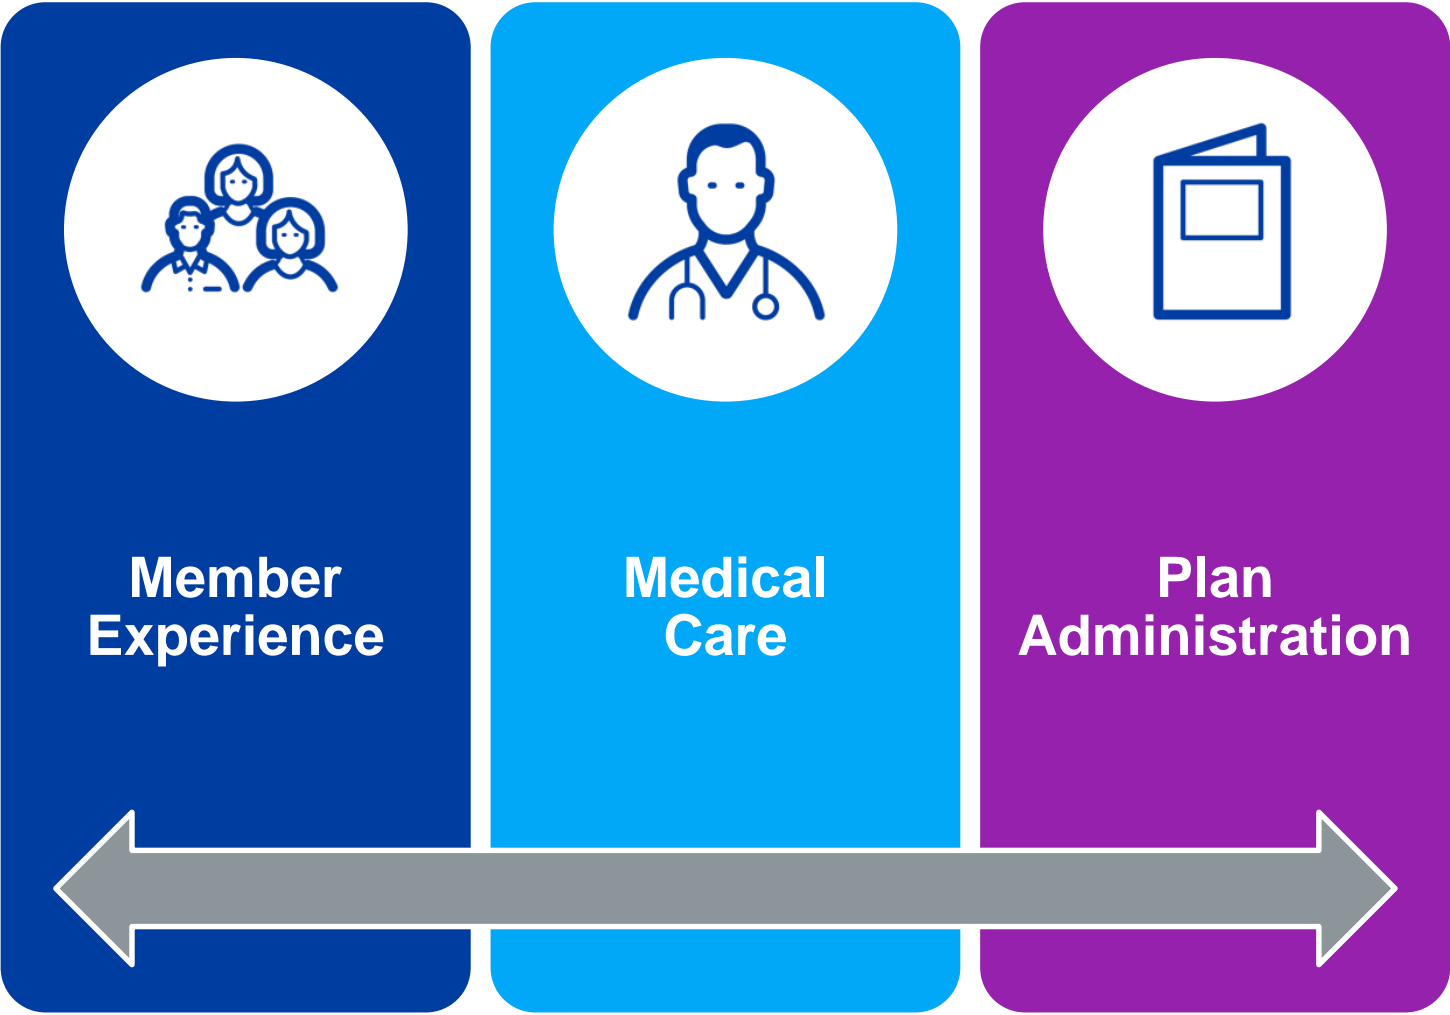 Member
Experience
Medical
Care
Plan
Administration